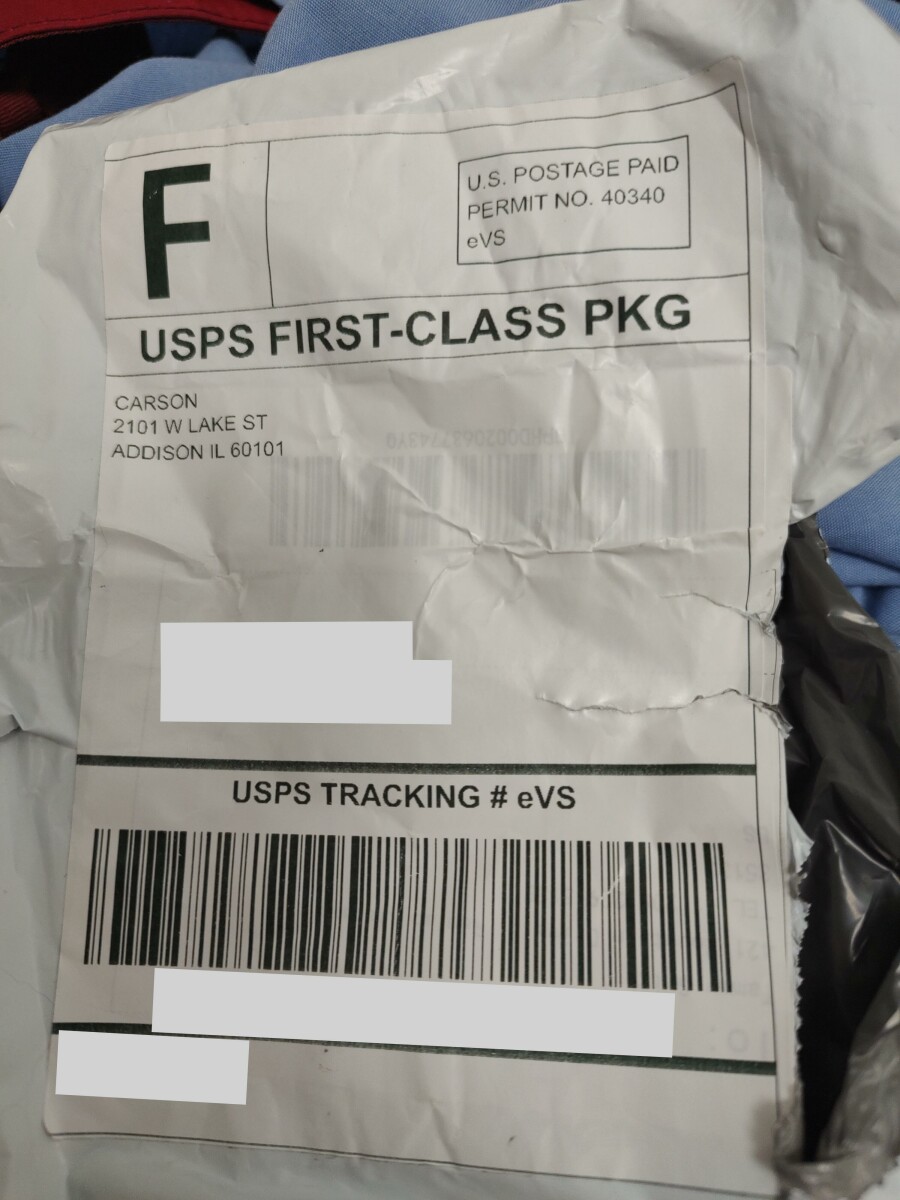 F
U.S. POSTAGE PAID
PERMIT NO. 40340
eVS
USPS FIRST-CLASS PKG
CARSON
2101 W LAKE ST
ADDISON IL 60101
USPS TRACKING # eVS